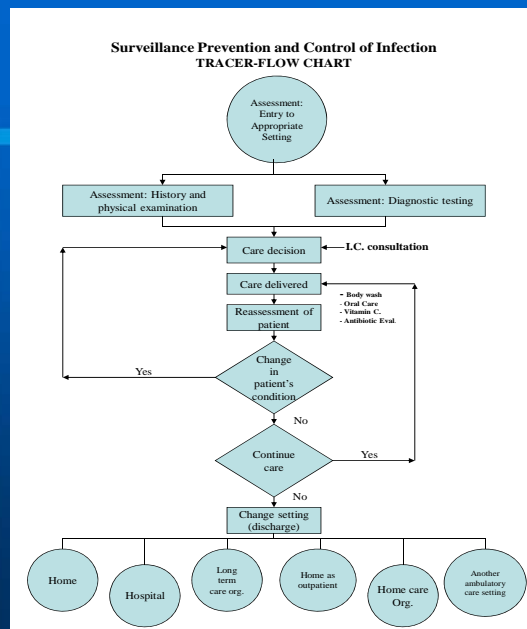 Surveillance Prevention and Control of Infection
TRACER-FLOW CHART
Assessment:
Entry to
Appropriate
Setting
Assessment: History and
physical examination
Assessment: Diagnostic testing
Care decision
I.C. consultation
Care delivered
- Body wash
- Oral Care
- Vitamin C.
- Antibiotic Eval.
Reassessment of
patient
Change
in
patient's
condition
Yes
No
Continue
care
Yes
No
Change setting
(discharge)
Home
Hospital
Long
term
care org.
Home as
outpatient
Home care
Org.
Another
ambulatory
care setting